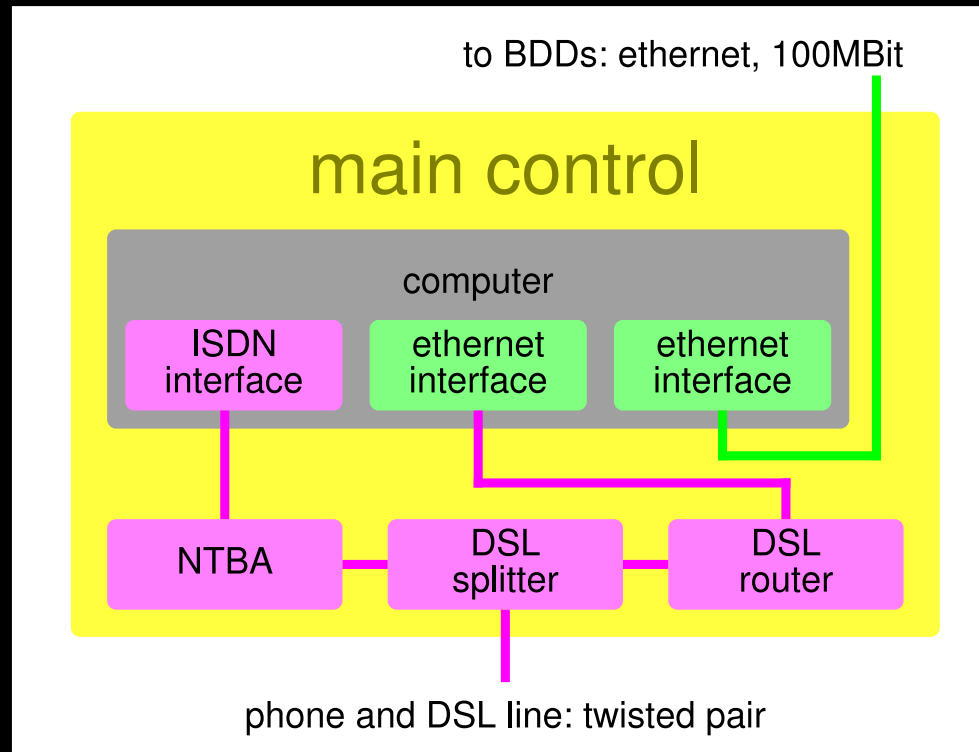 to BDDs: ethernet, 100MBit
main control
computer
ISDN
interface
ethernet
interface
ethernet
interface
NTBA
DSL
splitter
DSL
router
phone and DSL line: twisted pair